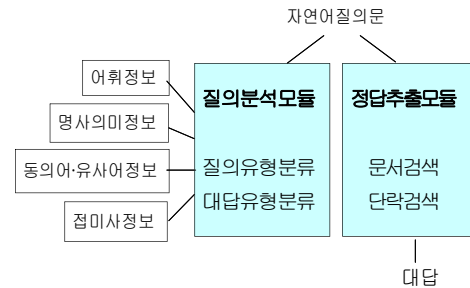 자연어질의문
어휘정보
명사의미정보
동의어·유사어정보
접미사정보
질의분석모듈
질의유형분류
대답유형분류
정답추출모듈
문서검색
단락검색
대답